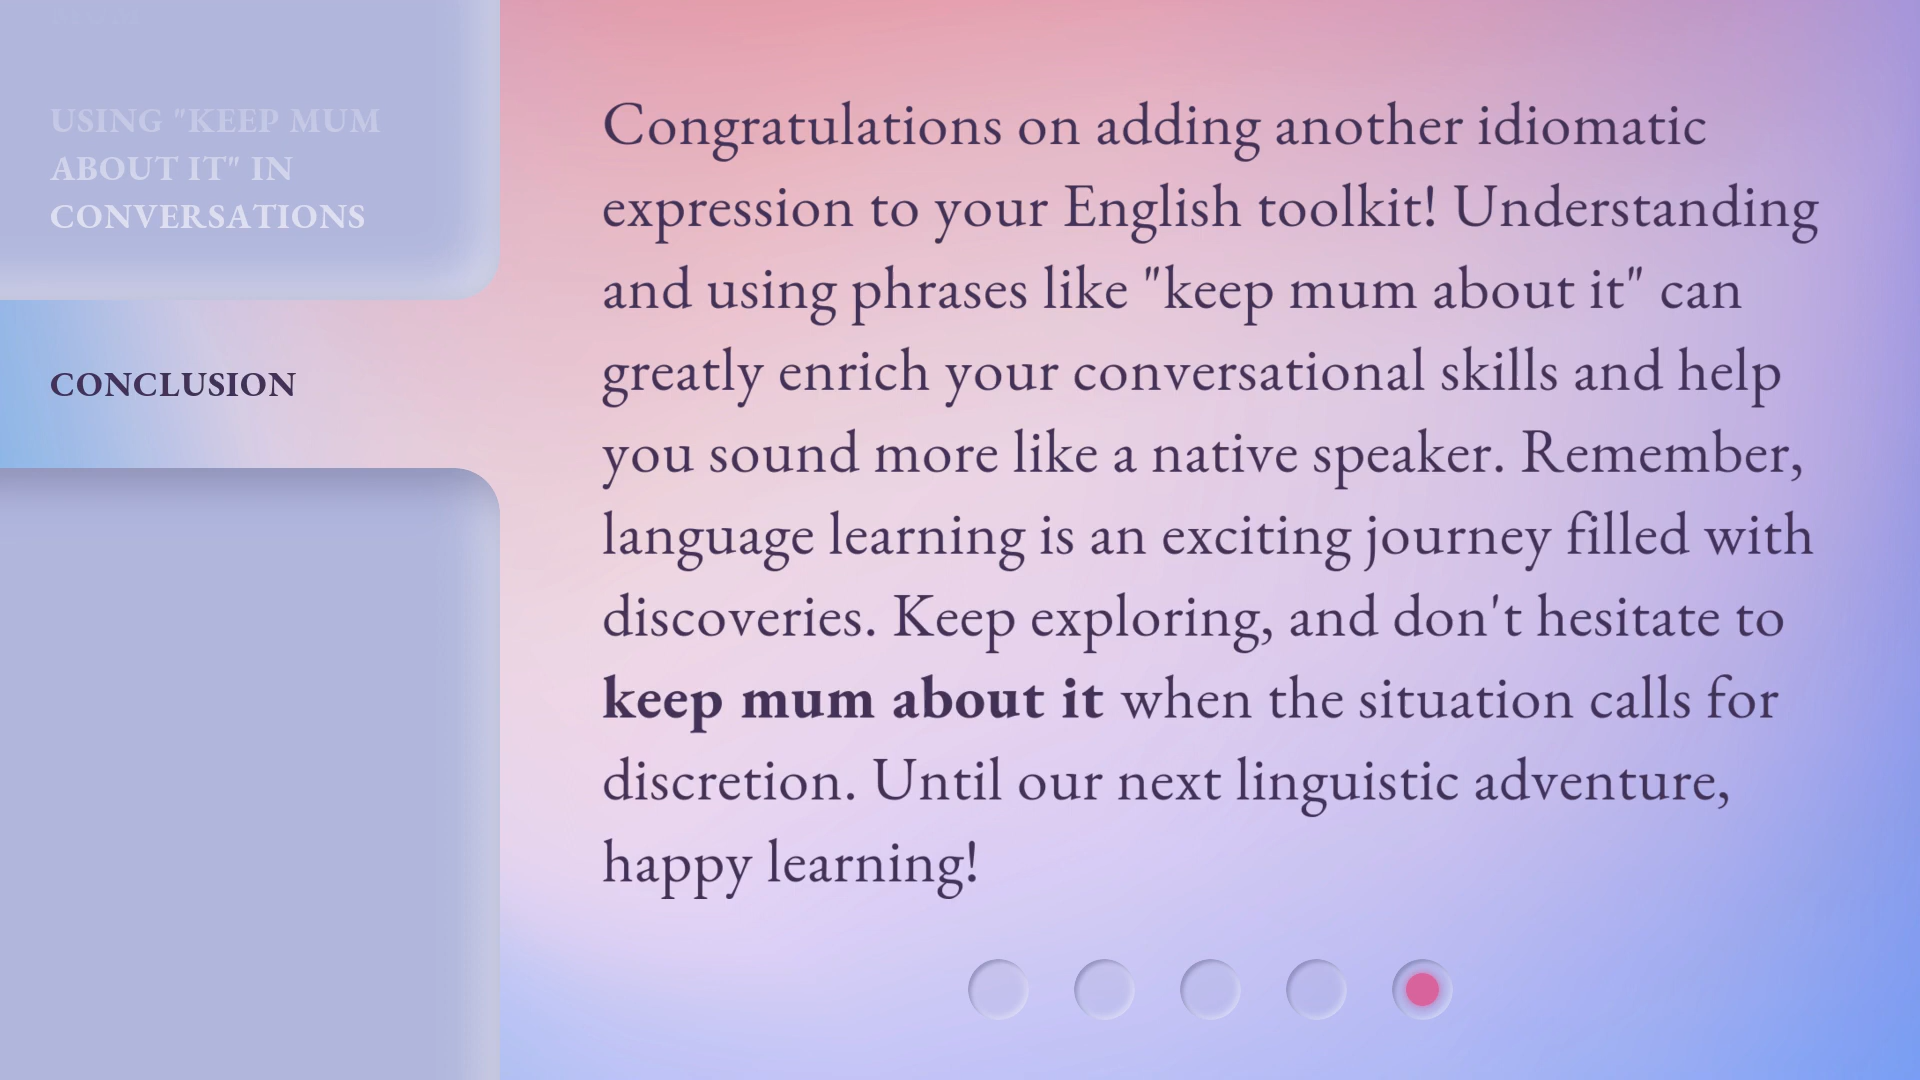 USING "KEEP MUM
ABOUT IT" IN
CONVERSATIONS
CONCLUSION
Congratulations on adding another idiomatic
expression to your English toolkit! Understanding
and using phrases like "keep mum about it" can
greatly enrich your conversational skills and help
you sound more like a native speaker. Remember,
language learning is an exciting journey filled with
discoveries. Keep exploring, and don't hesitate to
keep mum about it when the situation calls for
discretion. Until our next linguistic adventure,
happy learning!